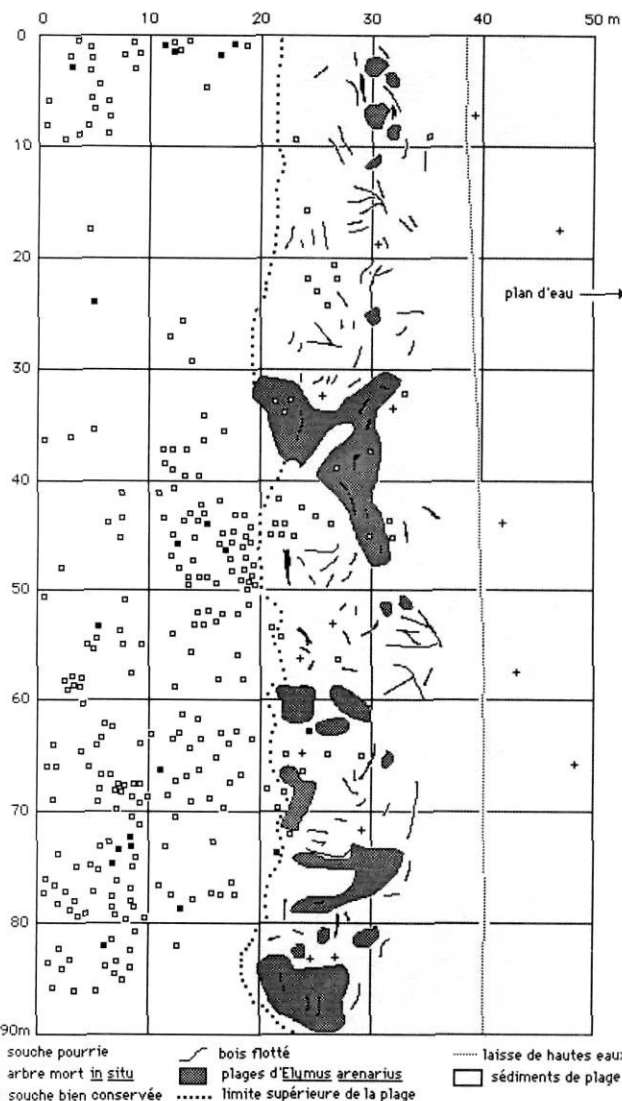 0 10 20 30 40 50 m
0
10
20
plan d'eau
30
40
50
60
70
80
90m
souche pourrie bois flotté laisse de hautes eaux
arbre mort in situ plages d'Elymus arenarius sédiments de plage
souche bien conservée limite supérieure de la plage